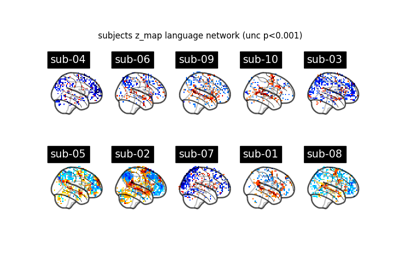 subjects z_map language network (unc p<0.001)
sub-04 sub-06 sub-09 sub-10 sub-03
sub-05 sub-02 sub-07 sub-01 sub-08